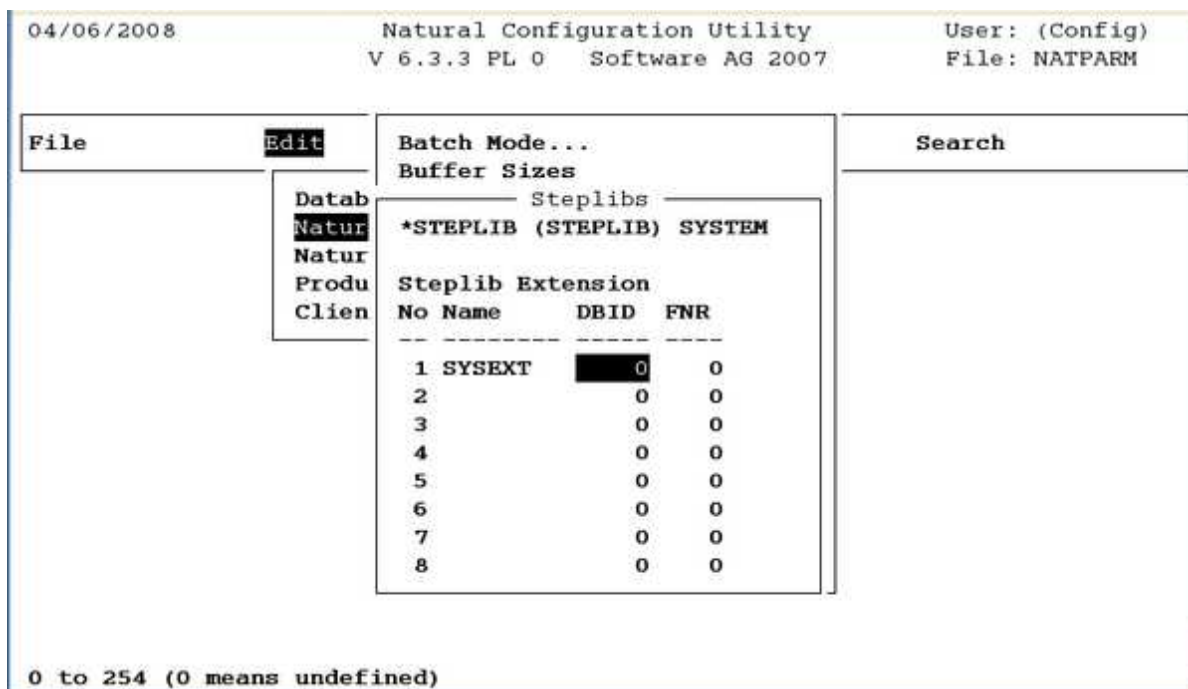 04/06/2008 Natural Configuration Utility User: (Config)
V 6.3.3 PL 0 Software AG 2007 File: NATPARM
File Edit Batch Mode... Search
Buffer Sizes
Datab Steplibs
Natur *STEPLIB (STEPLIB) SYSTEM
Natur
Produ Steplib Extension
Clien No Name DBID FNR
-- -------- ----- ----
1 SYSEXT 0 0
2 0 0
3 0 0
4 0 0
5 0 0
6 0 0
7 0 0
8 0 0
0 to 254 (0 means undefined)